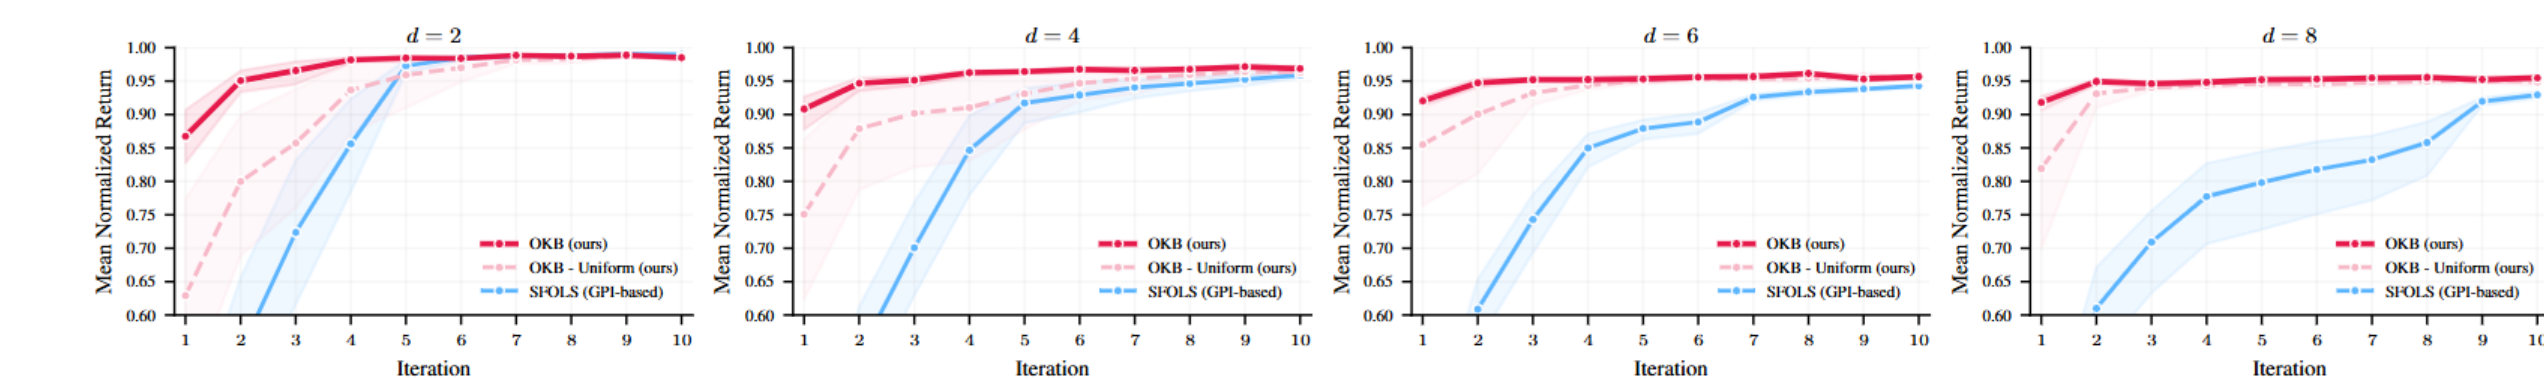 d = 2
Mean Normalized Return
1.00
0.95
0.90
0.85
0.80
0.75
0.70
0.65
0.60
OKB (ours)
OKB - Uniform (ours)
SFOLS (GPI-based)
1 2 3 4 5 6 7 8 9 10
Iteration
d = 4
Mean Normalized Return
1.00
0.95
0.90
0.85
0.80
0.75
0.70
0.65
0.60
OKB (ours)
OKB - Uniform (ours)
SFOLS (GPI-based)
1 2 3 4 5 6 7 8 9 10
Iteration
d = 6
Mean Normalized Return
1.00
0.95
0.90
0.85
0.80
0.75
0.70
0.65
0.60
OKB (ours)
OKB - Uniform (ours)
SFOLS (GPI-based)
1 2 3 4 5 6 7 8 9 10
Iteration
d = 8
Mean Normalized Return
1.00
0.95
0.90
0.85
0.80
0.75
0.70
0.65
0.60
OKB (ours)
OKB - Uniform (ours)
SFOLS (GPI-based)
1 2 3 4 5 6 7 8 9 10
Iteration